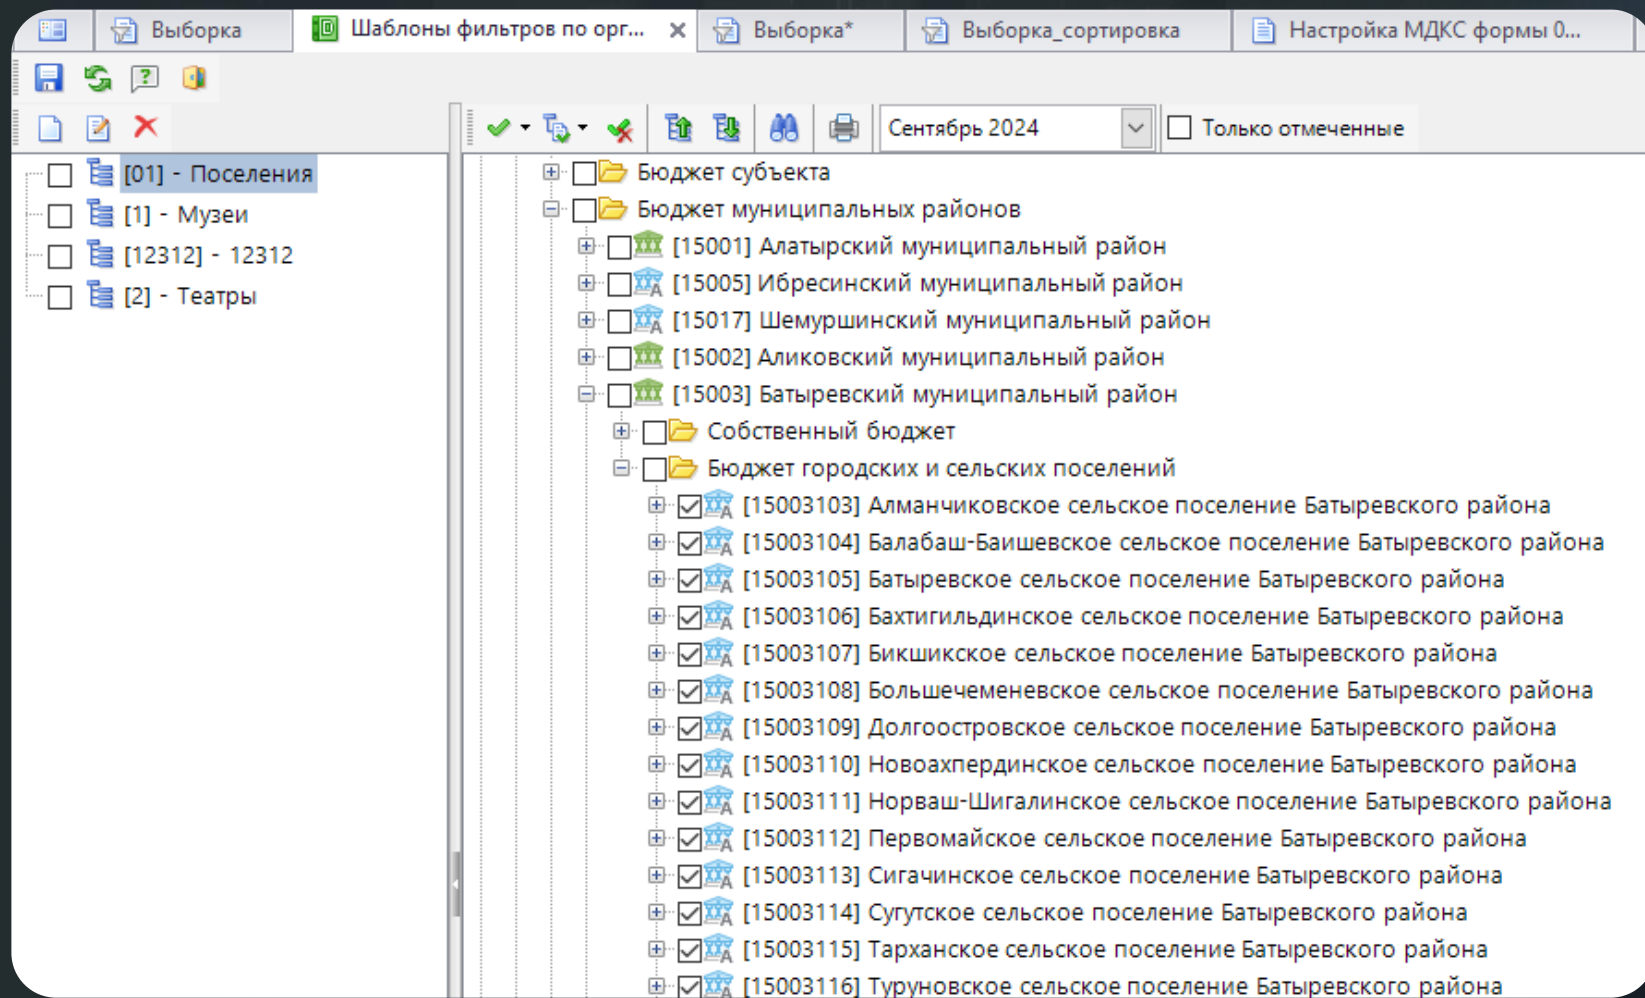 Выборка
Шаблоны фильтров по орг...
Выборка*
Выборка_сортировка
Настройка МДКС формы 0...
Сентябрь 2024
Только отмеченные
[01] - Поселения
[1] - Музеи
[12312] - 12312
[2] - Театры
Бюджет субъекта
Бюджет муниципальных районов
[15001] Алатырский муниципальный район
[15005] Ибресинский муниципальный район
[15017] Шемуршинский муниципальный район
[15002] Аликовский муниципальный район
[15003] Батыревский муниципальный район
Собственный бюджет
Бюджет городских и сельских поселений
[15003103] Алманчиковское сельское поселение Батыревского района
[15003104] Балабаш-Баишевское сельское поселение Батыревского района
[15003105] Батыревское сельское поселение Батыревского района
[15003106] Бахтигильдинское сельское поселение Батыревского района
[15003107] Бикшикское сельское поселение Батыревского района
[15003108] Большечеменевское сельское поселение Батыревского района
[15003109] Долгоостровское сельское поселение Батыревского района
[15003110] Новоахпердинское сельское поселение Батыревского района
[15003111] Норваш-Шигалинское сельское поселение Батыревского района
[15003112] Первомайское сельское поселение Батыревского района
[15003113] Сигачинское сельское поселение Батыревского района
[15003114] Сугутское сельское поселение Батыревского района
[15003115] Тарханское сельское поселение Батыревского района
[15003116] Туруновское сельское поселение Батыревского района